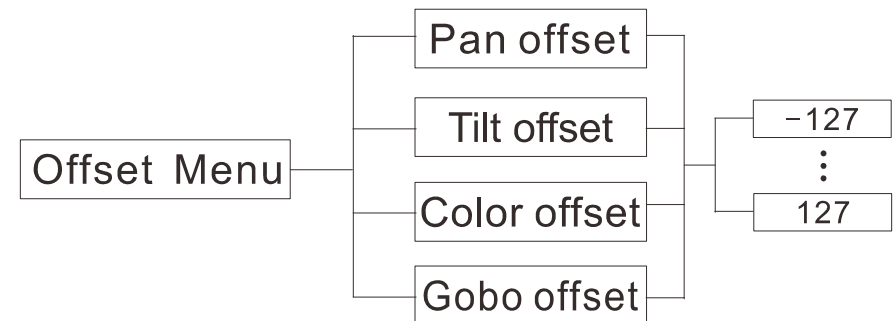 Offset Menu
Pan offset
Tilt offset
Color offset
Gobo offset
−127
⋮
127